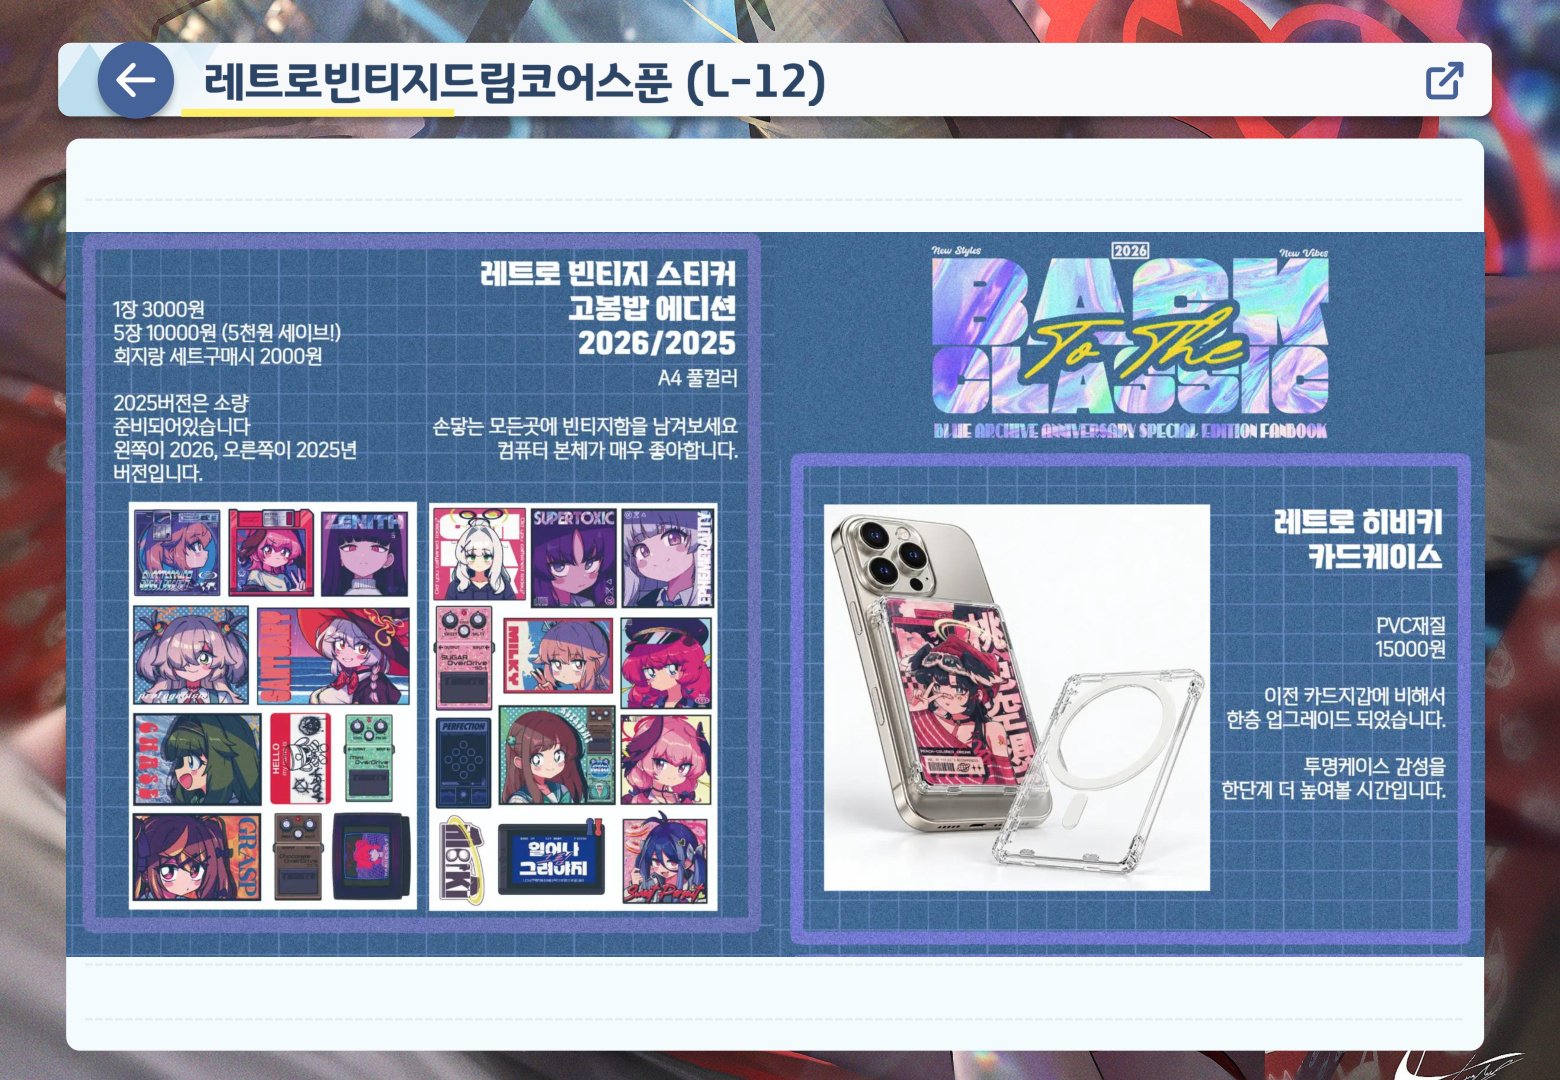 레트로빈티지드림코어스푼 (L-12)
레트로 빈티지 스티커
고봉밥 에디션
2026/2025
A4 풀컬러
손닿는 모든곳에 빈티지함을 남겨보세요
컴퓨터 본체가 매우 좋아합니다.
1장 3000원
5장 10000원 (5천원 세이브!)
회지랑 세트구매시 2000원
2025버전은 소량
준비되어있습니다
왼쪽이 2026, 오른쪽이 2025년
버전입니다.
ZENITH
SUPERTOXIC
EPHEMERALITY
MILKY
SUGAR
OverDrive
HELLO
my name
Mint
OverDrive
PERFECTION
GRASP
Chocolate
OverDrive
일어나
그리야지
New Styles
2026
New Vibes
BACK
To The
CLASSIC
BLUE ARCHIVE ANNIVERSARY SPECIAL EDITION FANBOOK
레트로 히비키
카드케이스
PVC재질
15000원
이전 카드지갑에 비해서
한층 업그레이드 되었습니다.
투명케이스 감성을
한단계 더 높여볼 시간입니다.